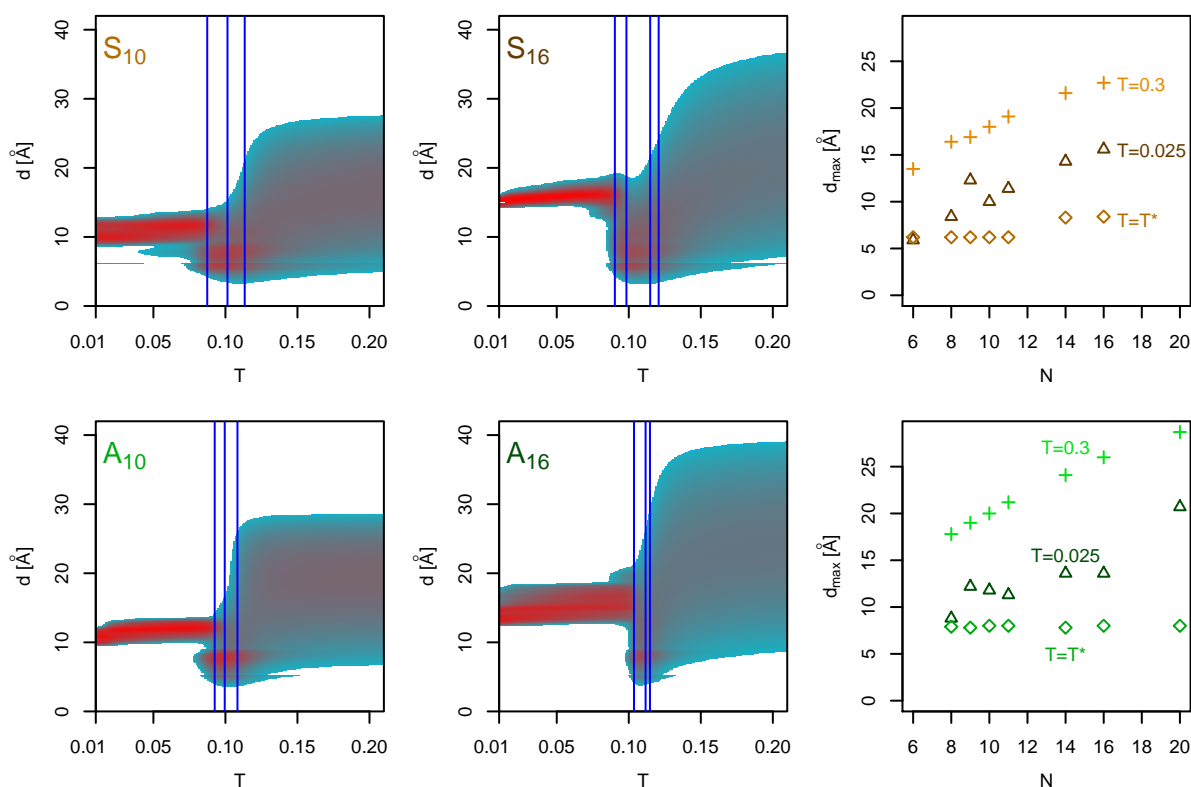 S10
d [Å]
0 10 20 30 40
0.01 0.05 0.10 0.15 0.20
T
S16
d [Å]
0 10 20 30 40
0.01 0.05 0.10 0.15 0.20
T
dmax [Å]
0 5 10 15 20 25
T=0.3
T=0.025
T=T*
6 8 10 12 14 16 18 20
N
A10
d [Å]
0 10 20 30 40
0.01 0.05 0.10 0.15 0.20
T
A16
d [Å]
0 10 20 30 40
0.01 0.05 0.10 0.15 0.20
T
dmax [Å]
0 5 10 15 20 25
T=0.3
T=0.025
T=T*
6 8 10 12 14 16 18 20
N